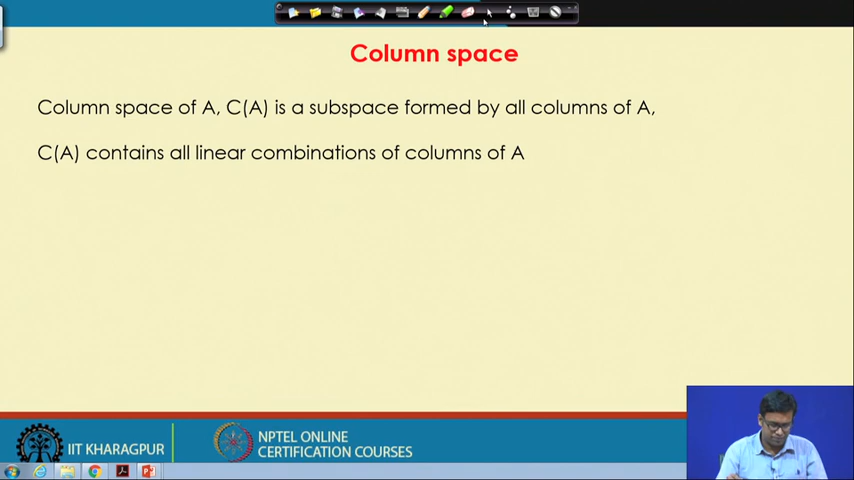 Column space
Column space of A, C(A) is a subspace formed by all columns of A,
C(A) contains all linear combinations of columns of A
IIT KHARAGPUR
NPTEL ONLINE
CERTIFICATION COURSES